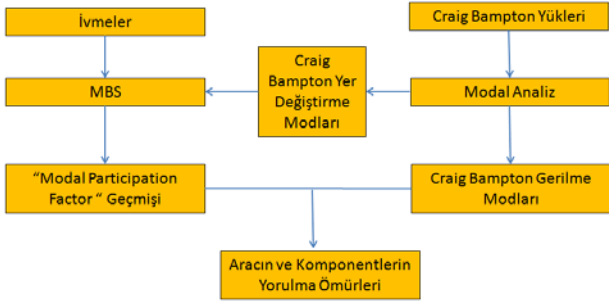 İvmeler
Craig Bampton Yükleri
Craig
Bampton Yer
Değiştirme
Modları
MBS
Modal Analiz
“Modal Participation
Factor “ Geçmişi
Craig Bampton Gerilme
Modları
Aracın ve Komponentlerin
Yorulma Ömürleri